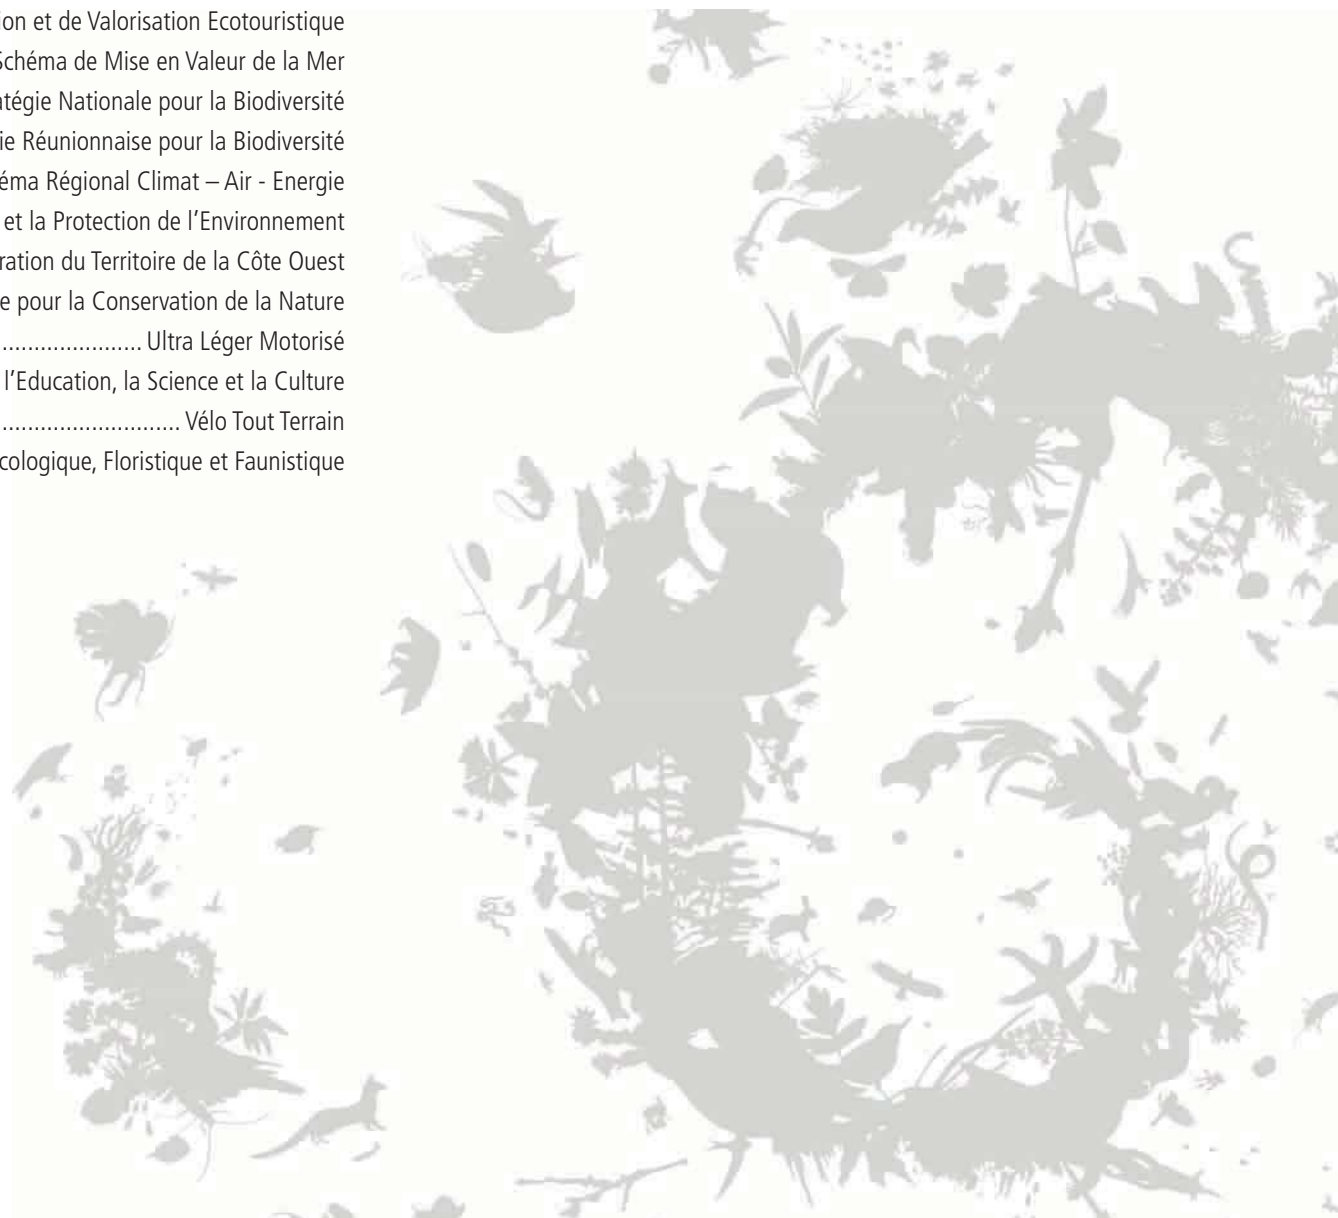 ion et de Valorisation Ecotouristique
Schéma de Mise en Valeur de la Mer
atégie Nationale pour la Biodiversité
ie Réunionnaise pour la Biodiversité
éma Régional Climat – Air - Energie
et la Protection de l’Environnement
ration du Territoire de la Côte Ouest
e pour la Conservation de la Nature
...................... Ultra Léger Motorisé
l’Education, la Science et la Culture
............................ Vélo Tout Terrain
cologique, Floristique et Faunistique